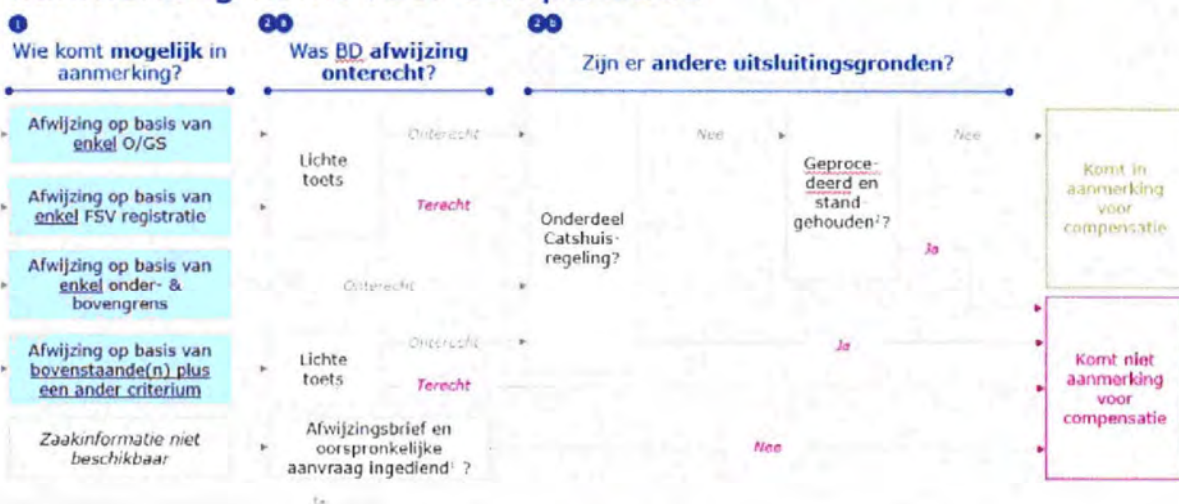 1
Wie komt mogelijk in
aanmerking?
2 a
Was BD afwijzing
onterecht?
2 b
Zijn er andere uitsluitingsgronden?
Afwijzing op basis van
enkel O/GS
Afwijzing op basis van
enkel FSV registratie
Afwijzing op basis van
enkel onder- &
bovengrens
Afwijzing op basis van
bovenstaande(n) plus
een ander criterium
Zaakinformatie niet
beschikbaar
Lichte
toets
Onterecht
Terecht
Onterecht
Lichte
toets
Onterecht
Terecht
Afwijzingsbrief en
oorspronkelijke
aanvraag ingediend¹ ?
Ja
Onderdeel
Catshuis-
regeling?
Nee
Geproce-
deerd en
stand-
gehouden²?
Nee
Ja
Ja
Nee
Komt in
aanmerking
voor
compensatie
Komt niet
aanmerking
voor
compensatie